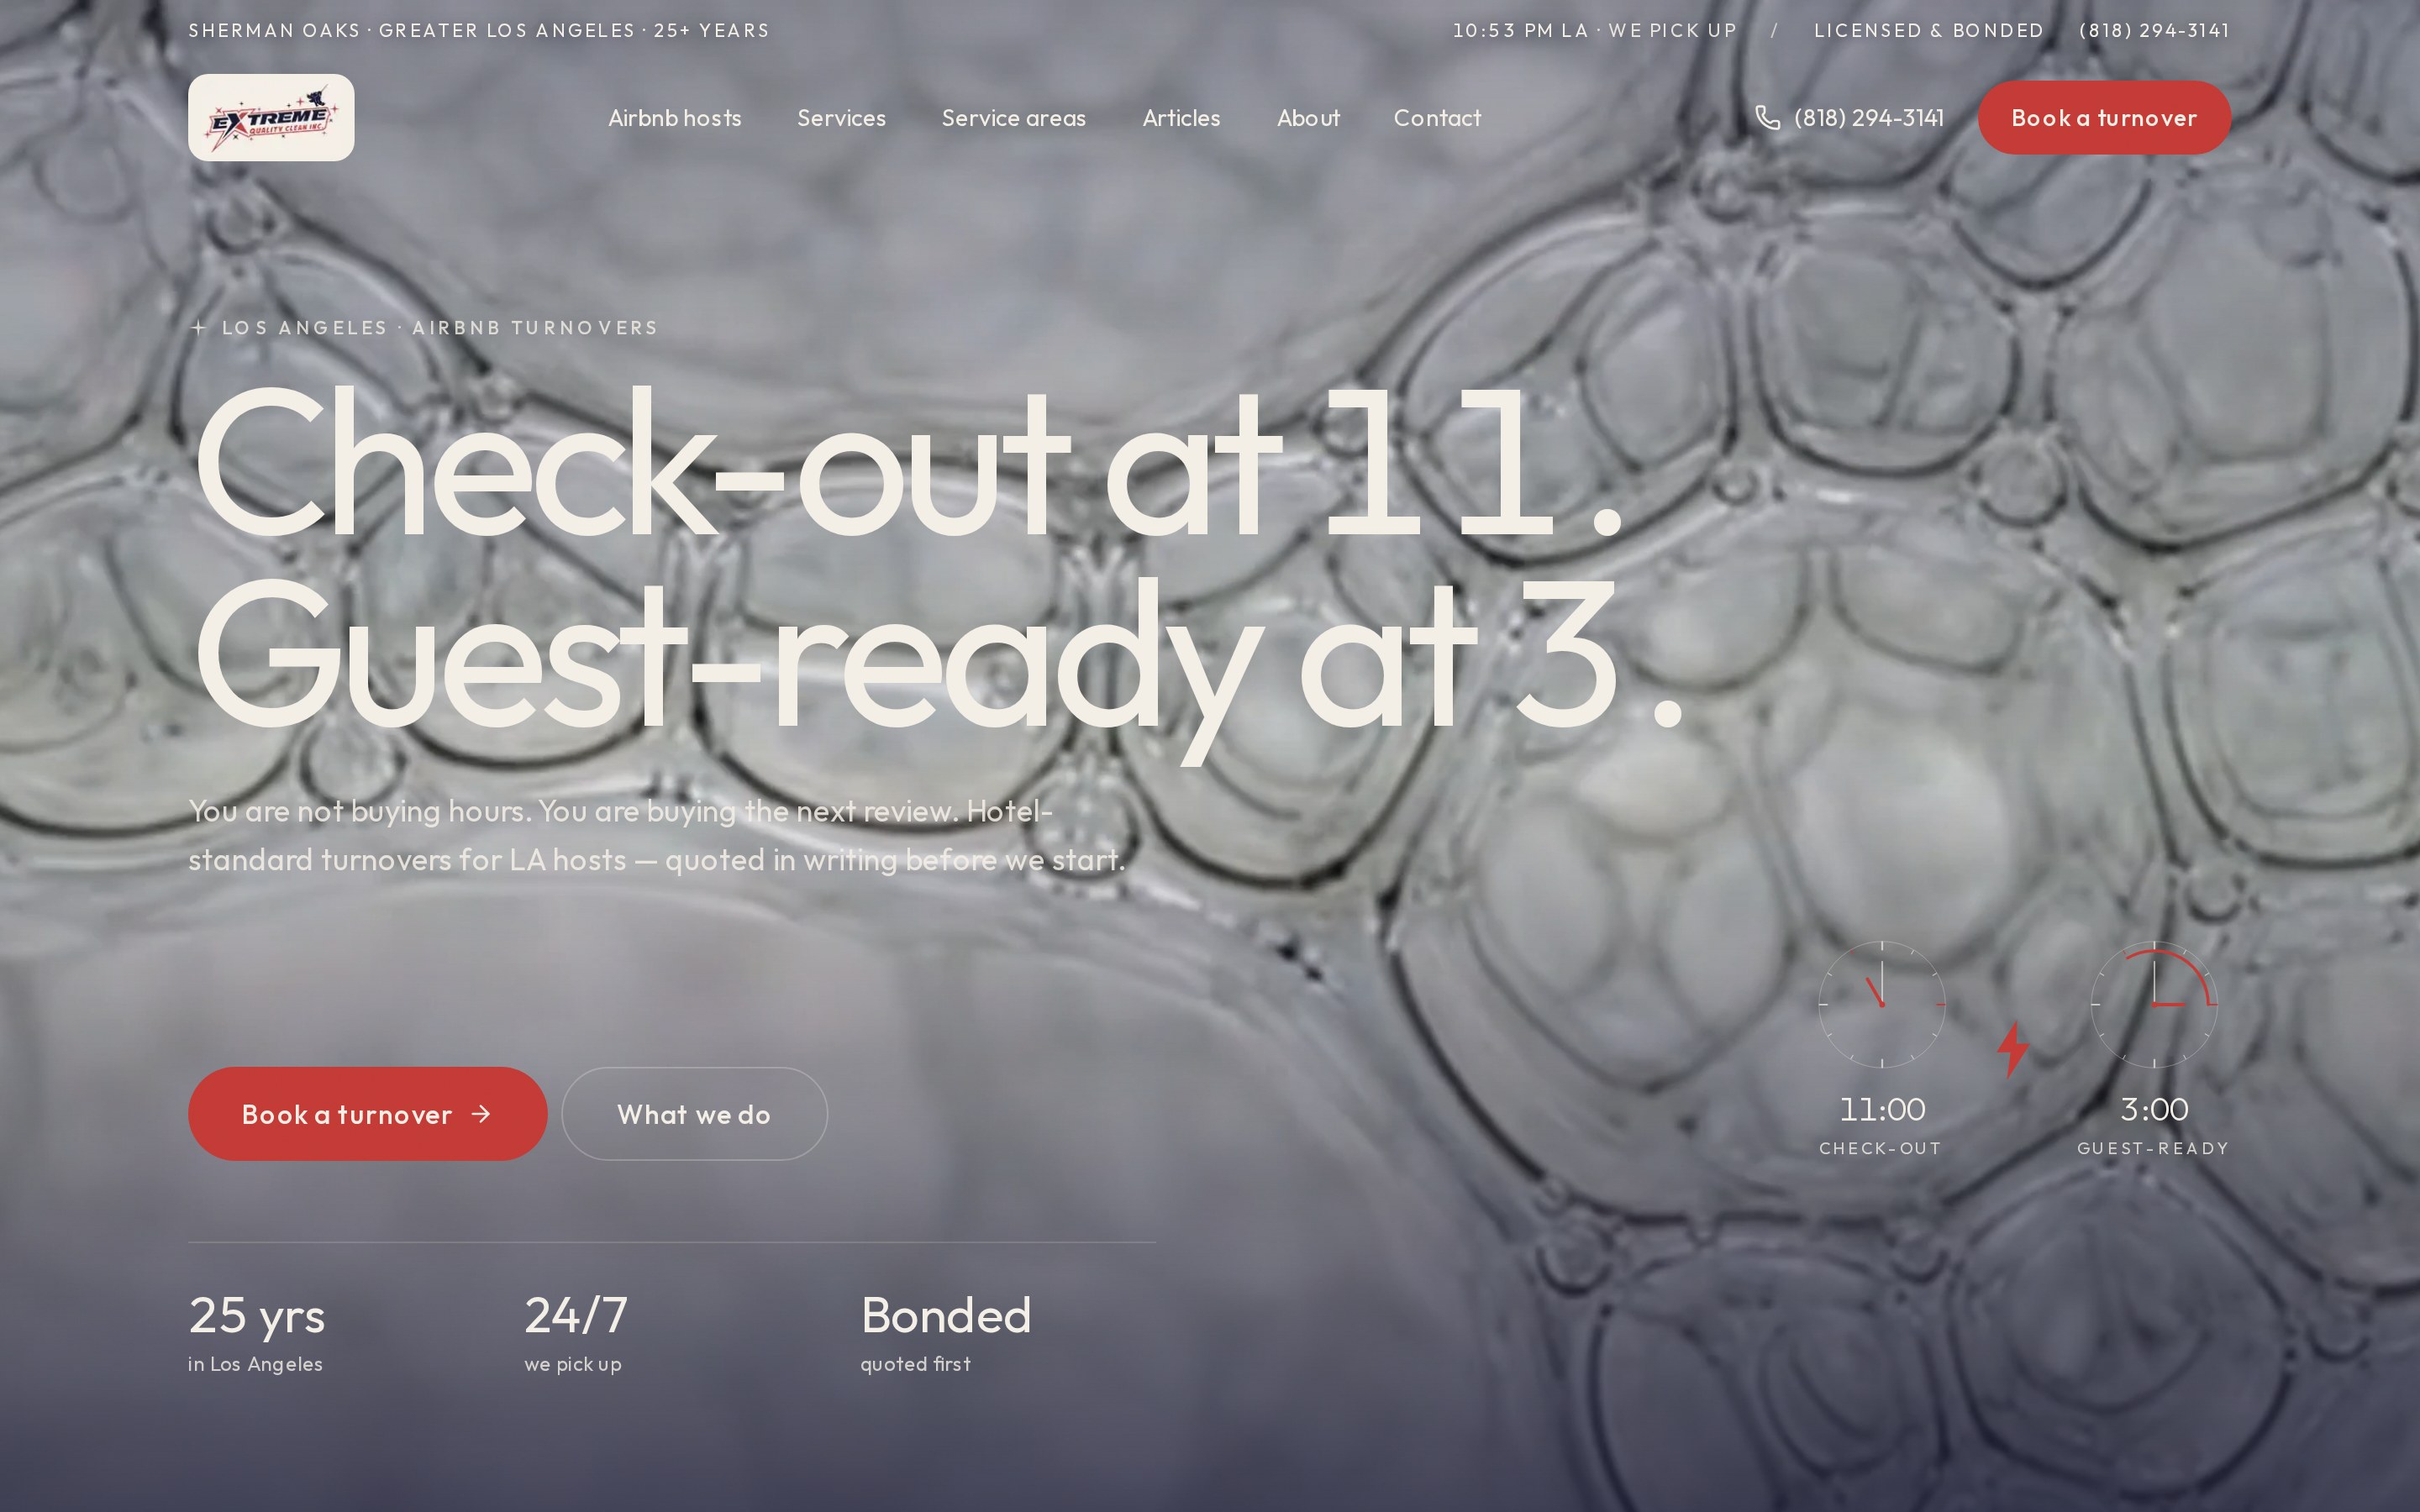 SHERMAN OAKS · GREATER LOS ANGELES · 25+ YEARS
10:53 PM LA · WE PICK UP / LICENSED & BONDED (818) 294-3141
EXTREME
QUALITY CLEAN INC.
Airbnb hosts Services Service areas Articles About Contact
(818) 294-3141
Book a turnover
LOS ANGELES · AIRBNB TURNOVERS
Check-out at 11.
Guest-ready at 3.
You are not buying hours. You are buying the next review. Hotel-
standard turnovers for LA hosts — quoted in writing before we start.
Book a turnover →
What we do
11:00
CHECK-OUT
3:00
GUEST-READY
25 yrs
in Los Angeles
24/7
we pick up
Bonded
quoted first